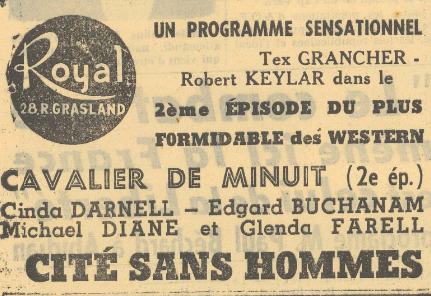 Royal
28.R.GRASLAND
UN PROGRAMME SENSATIONNEL
Tex GRANCHER -
Robert KEYLAR dans le
2ème ÉPISODE DU PLUS
FORMIDABLE des WESTERN
CAVALIER DE MINUIT (2e ép.)
Cinda DARNELL – Edgard BUCHANAM
Michael DIANE et Glenda FARELL
CITÉ SANS HOMMES